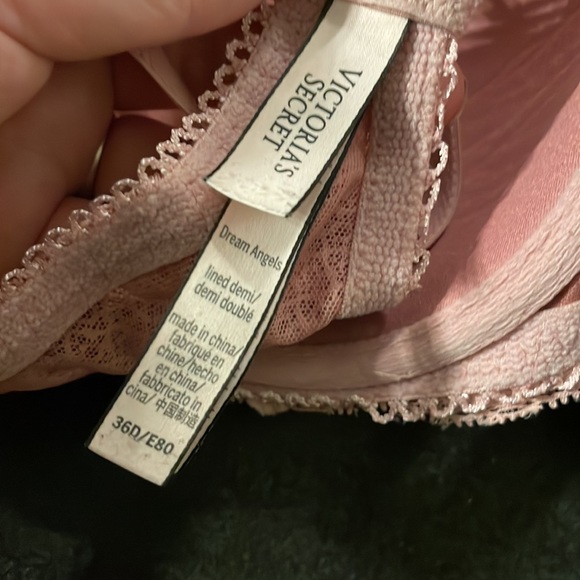 VICTORIA'S
SECRET
Dream Angels
lined demi/
demi doublé
made in china/
fabriqué en
chine/hecho
en china/
fabbricato in
cina/ 中国制造
36D/E80